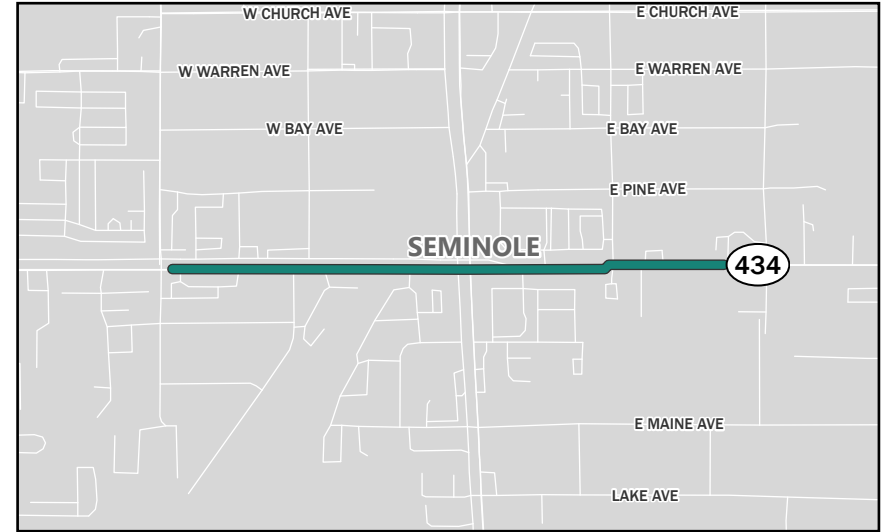 W CHURCH AVE
E CHURCH AVE
W WARREN AVE
E WARREN AVE
W BAY AVE
E BAY AVE
E PINE AVE
SEMINOLE
434
E MAINE AVE
LAKE AVE